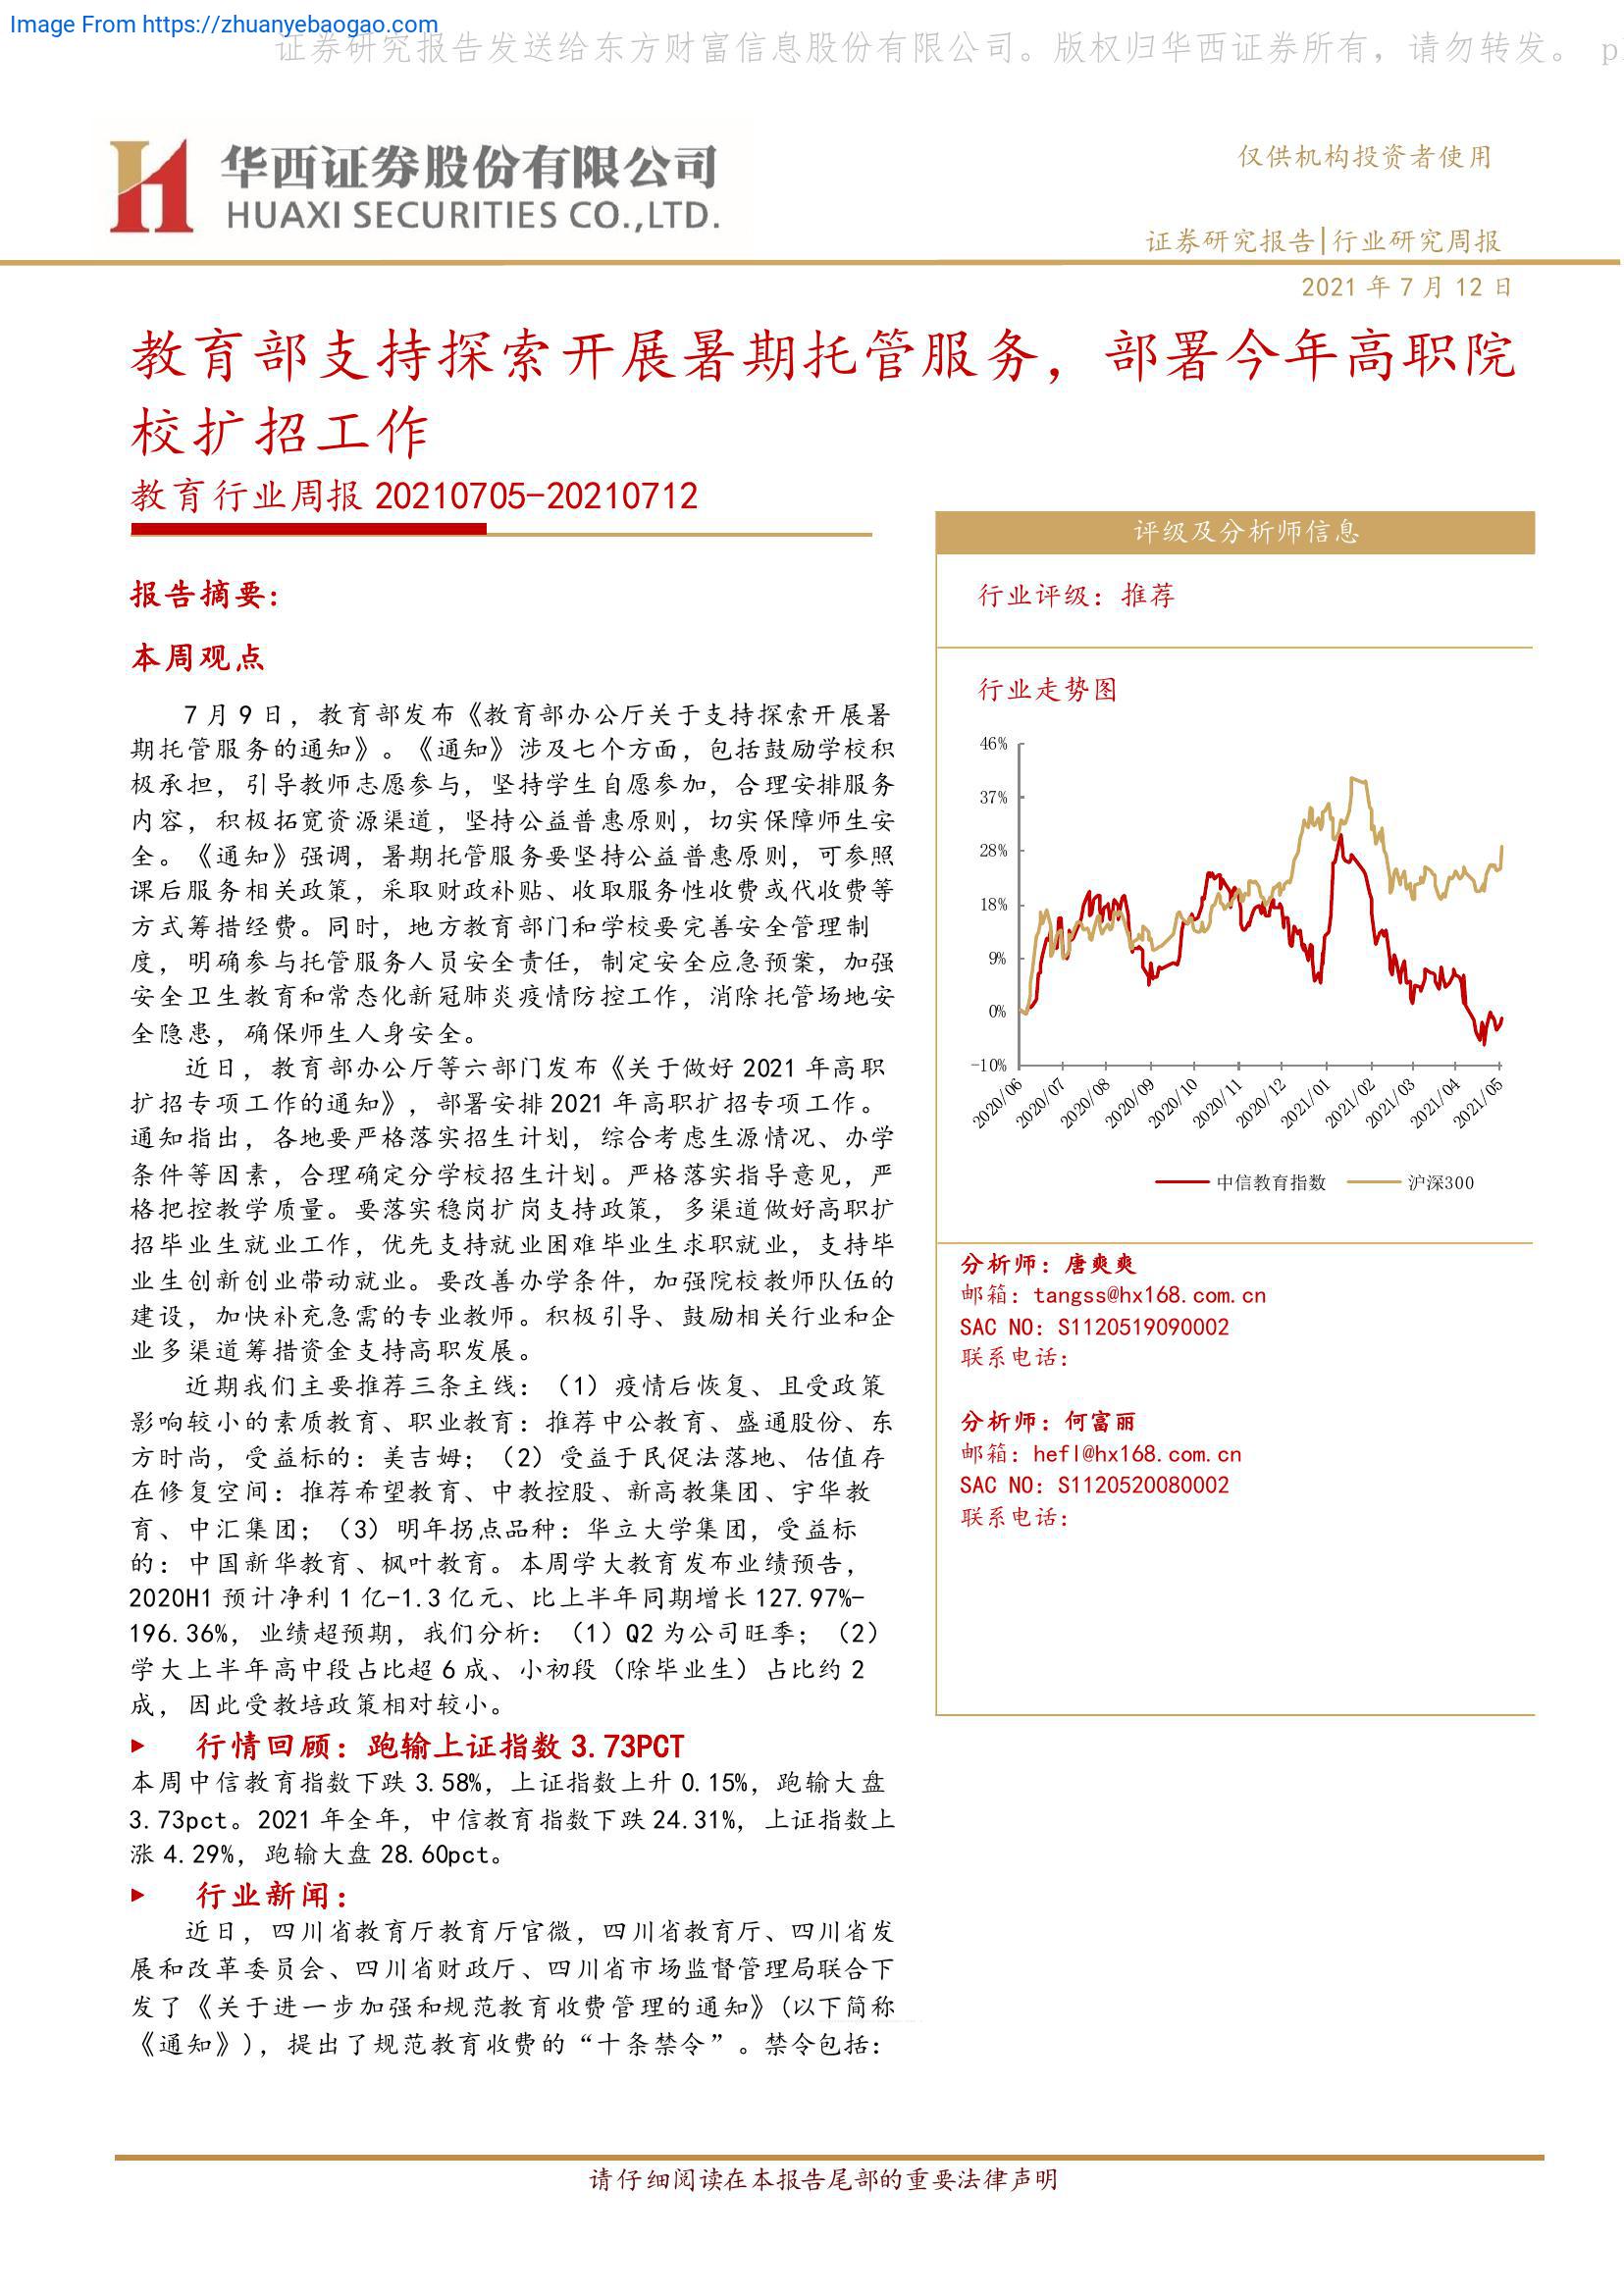 Image From https://zhuanyebaogao.com
证券研究报告发送给东方财富信息股份有限公司。版权归华西证券所有，请勿转发。 p
华西证券股份有限公司
HUAXI SECURITIES CO.,LTD.
仅供机构投资者使用
证券研究报告|行业研究周报
2021 年 7 月 12 日
教育部支持探索开展暑期托管服务，部署今年高职院
校扩招工作
教育行业周报 20210705-20210712
报告摘要:
本周观点
7 月 9 日，教育部发布《教育部办公厅关于支持探索开展暑
期托管服务的通知》。《通知》涉及七个方面，包括鼓励学校积
极承担，引导教师志愿参与，坚持学生自愿参加，合理安排服务
内容，积极拓宽资源渠道，坚持公益普惠原则，切实保障师生安
全。《通知》强调，暑期托管服务要坚持公益普惠原则，可参照
课后服务相关政策，采取财政补贴、收取服务性收费或代收费等
方式筹措经费。同时，地方教育部门和学校要完善安全管理制
度，明确参与托管服务人员安全责任，制定安全应急预案，加强
安全卫生教育和常态化新冠肺炎疫情防控工作，消除托管场地安
全隐患，确保师生人身安全。
近日，教育部办公厅等六部门发布《关于做好 2021 年高职
扩招专项工作的通知》，部署安排 2021 年高职扩招专项工作。
通知指出，各地要严格落实招生计划，综合考虑生源情况、办学
条件等因素，合理确定分学校招生计划。严格落实指导意见，严
格把控教学质量。要落实稳岗扩岗支持政策，多渠道做好高职扩
招毕业生就业工作，优先支持就业困难毕业生求职就业，支持毕
业生创新创业带动就业。要改善办学条件，加强院校教师队伍的
建设，加快补充急需的专业教师。积极引导、鼓励相关行业和企
业多渠道筹措资金支持高职发展。
近期我们主要推荐三条主线：（1）疫情后恢复、且受政策
影响较小的素质教育、职业教育：推荐中公教育、盛通股份、东
方时尚，受益标的：美吉姆；（2）受益于民促法落地、估值存
在修复空间：推荐希望教育、中教控股、新高教集团、宇华教
育、中汇集团；（3）明年拐点品种：华立大学集团，受益标
的：中国新华教育、枫叶教育。本周学大教育发布业绩预告，
2020H1 预计净利 1 亿-1.3 亿元、比上半年同期增长 127.97%-
196.36%，业绩超预期，我们分析：（1）Q2 为公司旺季；（2）
学大上半年高中段占比超 6 成、小初段（除毕业生）占比约 2
成，因此受教培政策相对较小。
▶ 行情回顾：跑输上证指数 3.73PCT
本周中信教育指数下跌 3.58%，上证指数上升 0.15%，跑输大盘
3.73pct。2021 年全年，中信教育指数下跌 24.31%，上证指数上
涨 4.29%，跑输大盘 28.60pct。
▶ 行业新闻：
近日，四川省教育厅教育厅官微，四川省教育厅、四川省发
展和改革委员会、四川省财政厅、四川省市场监督管理局联合下
发了《关于进一步加强和规范教育收费管理的通知》(以下简称
《通知》)，提出了规范教育收费的“十条禁令”。禁令包括：
评级及分析师信息
行业评级：推荐
行业走势图
46%
37%
28%
18%
9%
0%
-10%
2020/06
2020/07
2020/08
2020/09
2020/10
2020/11
2020/12
2021/01
2021/02
2021/03
2021/04
2021/05
中信教育指数
沪深300
分析师：唐爽爽
邮箱：tangss@hx168.com.cn
SAC NO：S1120519090002
联系电话：
分析师：何富丽
邮箱：hefl@hx168.com.cn
SAC NO：S1120520080002
联系电话：
请仔细阅读在本报告尾部的重要法律声明